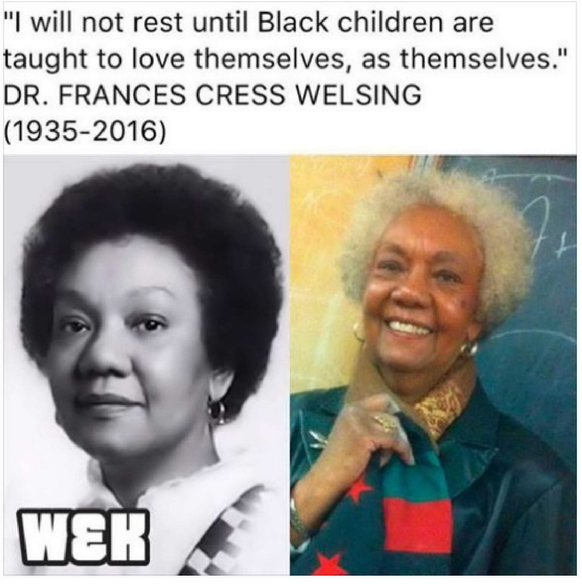 "I will not rest until Black children are
taught to love themselves, as themselves."
DR. FRANCES CRESS WELSING
(1935-2016)
WEK